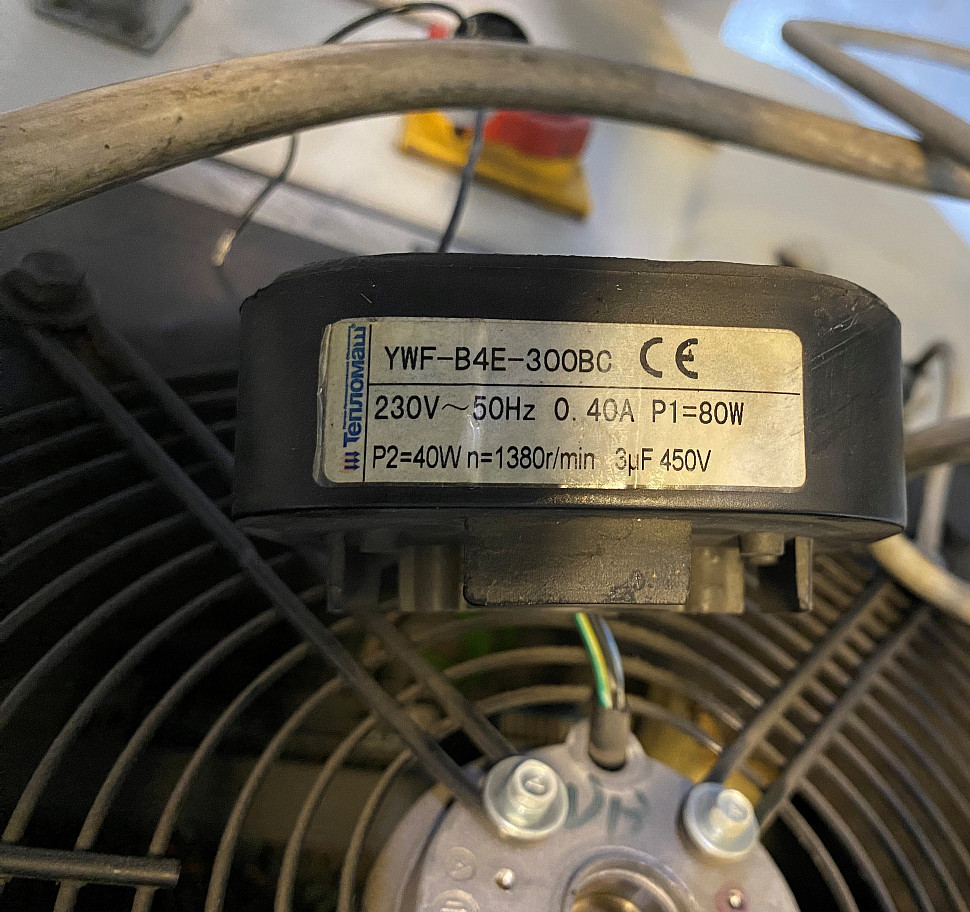 Тепломаш
YWF-B4E-300BC CE
230V~50Hz 0.40A P1=80W
P2=40W n=1380r/min 3µF 450V